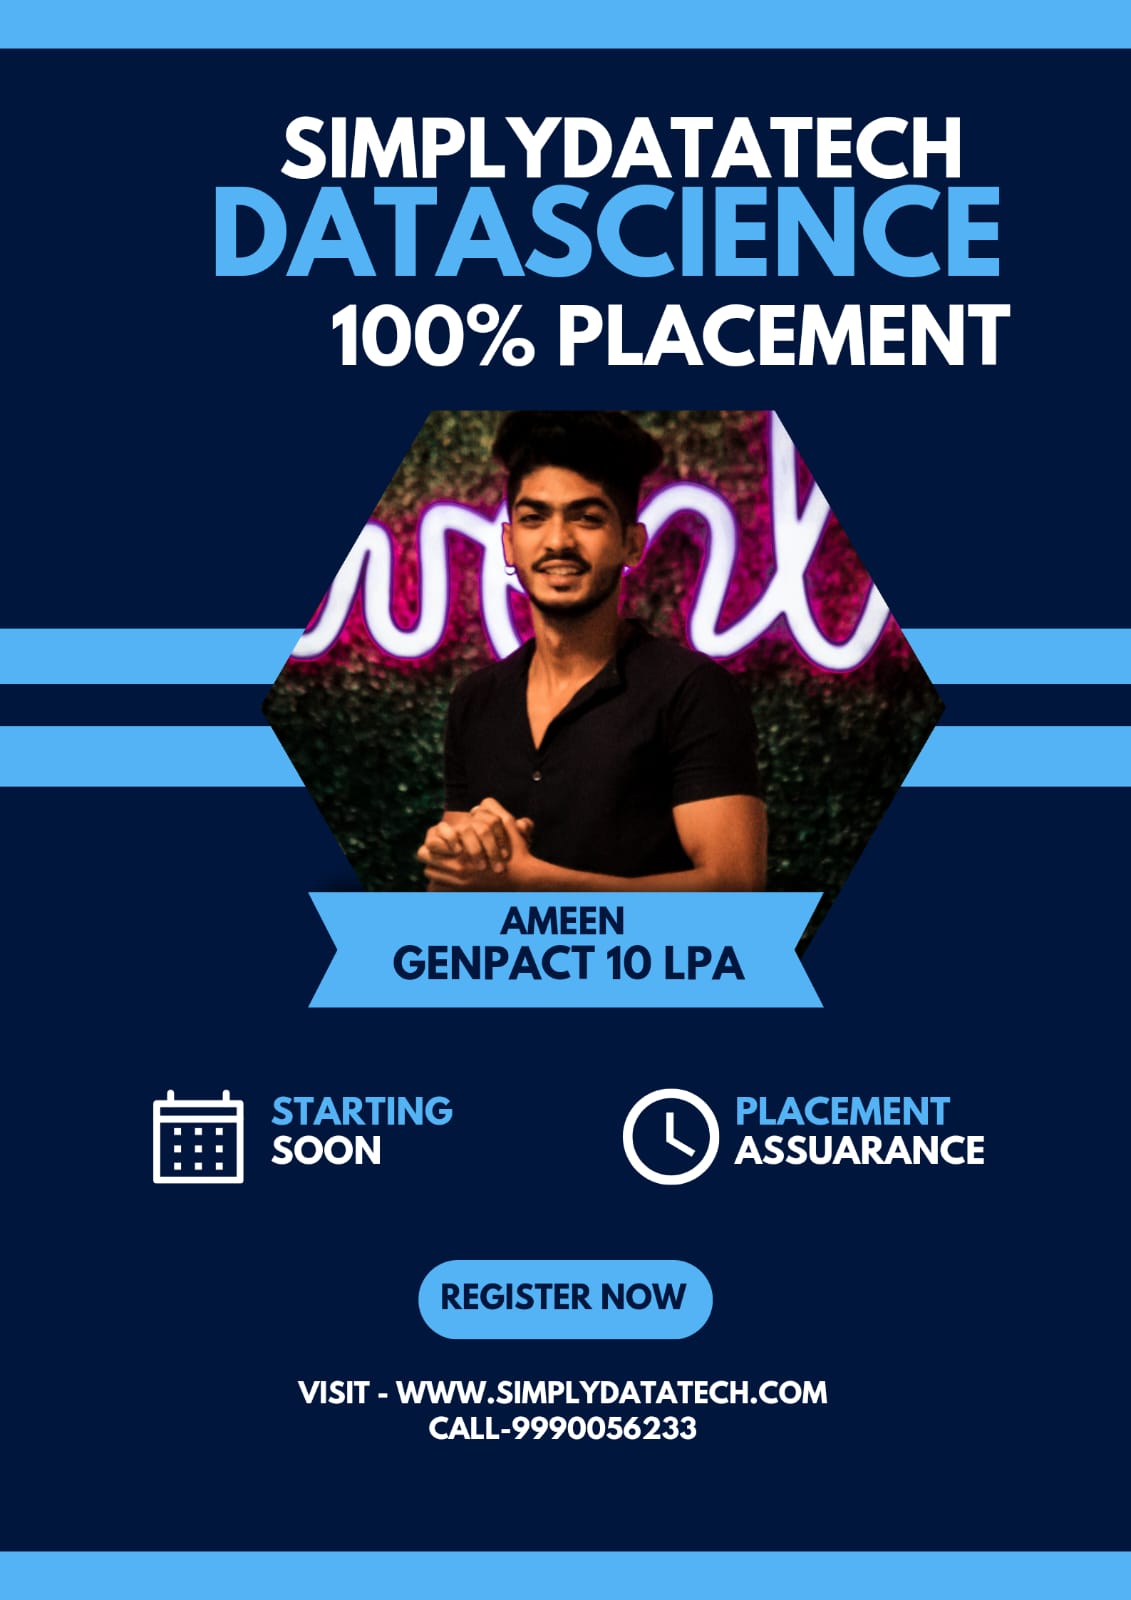 SIMPLYDATATECH
DATASCIENCE
100% PLACEMENT
AMEEN
GENPACT 10 LPA
STARTING
SOON
PLACEMENT
ASSUARANCE
REGISTER NOW
VISIT - WWW.SIMPLYDATATECH.COM
CALL-9990056233